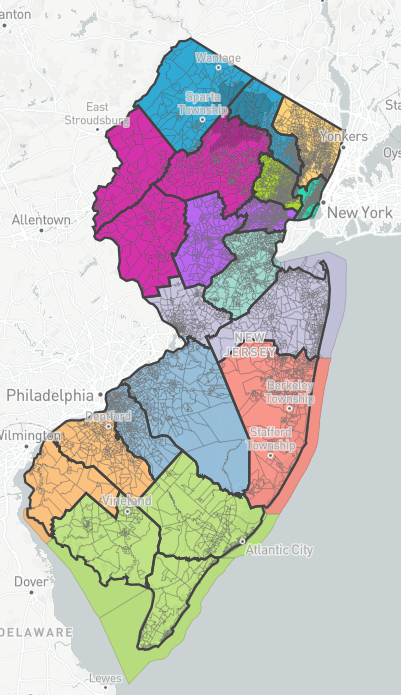 anton
Wantage
Sparta
Township
East
Stroudsburg
Sta
Yonkers
Oys
Allentown
New York
NEW
JERSEY
Philadelphia
Berkeley
Township
Deptford
Wilmington
Stafford
Township
Vineland
Atlantic City
Dover
DELAWARE
Lewes